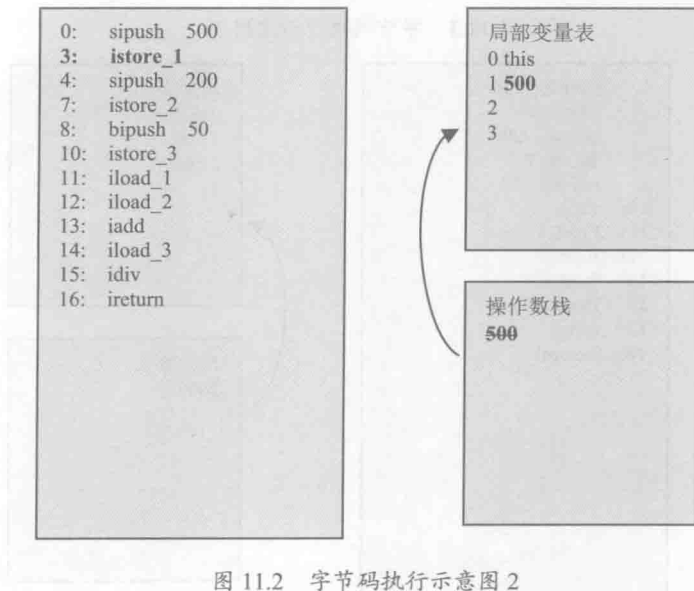 0: sipush 500
3: istore_1
4: sipush 200
7: istore_2
8: bipush 50
10: istore_3
11: iload_1
12: iload_2
13: iadd
14: iload_3
15: idiv
16: ireturn
局部变量表
0 this
1 500
2
3
操作数栈
500
图 11.2 字节码执行示意图 2